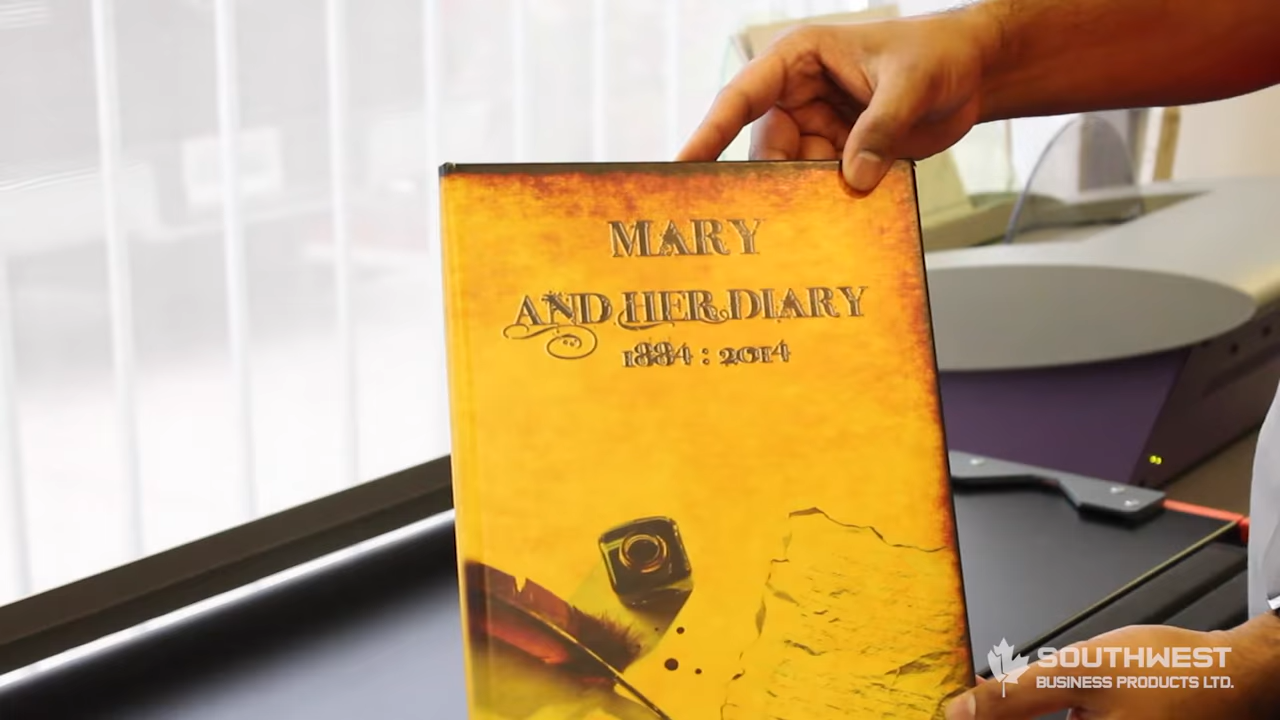 MARY
AND HER DIARY
1884 : 2014
SOUTHWEST
BUSINESS PRODUCTS LTD.